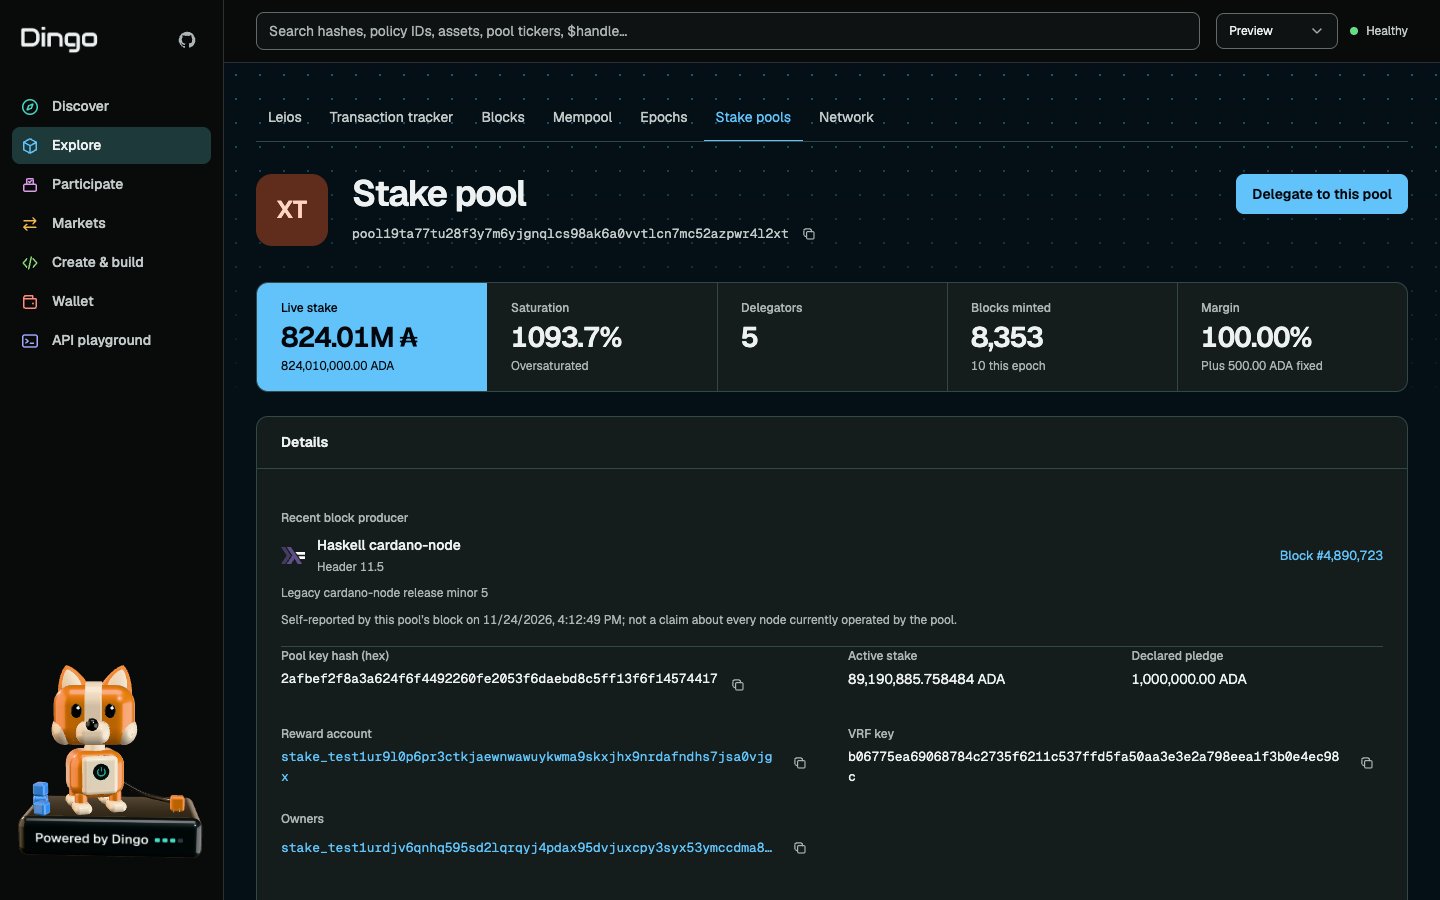 Dingo
Search hashes, policy IDs, assets, pool tickers, $handle...
Preview
Healthy
Discover
Explore
Participate
Markets
Create & build
Wallet
API playground
Leios
Transaction tracker
Blocks
Mempool
Epochs
Stake pools
Network
XT
Stake pool
pool19ta77tu28f3y7m6yjgnqlcs98ak6a0vvtlcn7mc52azpwr4l2xt
Delegate to this pool
Live stake
824.01M ₳
824,010,000.00 ADA
Saturation
1093.7%
Oversaturated
Delegators
5
Blocks minted
8,353
10 this epoch
Margin
100.00%
Plus 500.00 ADA fixed
Details
Recent block producer
Haskell cardano-node
Header 11.5
Block #4,890,723
Legacy cardano-node release minor 5
Self-reported by this pool's block on 11/24/2026, 4:12:49 PM; not a claim about every node currently operated by the pool.
Pool key hash (hex)
2afbef2f8a3a624f6f4492260fe2053f6daebd8c5ff13f6f14574417
Active stake
89,190,885.758484 ADA
Declared pledge
1,000,000.00 ADA
Reward account
stake_test1ur9l0p6pr3ctkjaewnwawuykwma9skxjhx9nrdafndhs7jsa0vjg
x
VRF key
b06775ea69068784c2735f6211c537ffd5fa50aa3e3e2a798eea1f3b0e4ec98
c
Owners
stake_test1urdjv6qnhq595sd2lqrqyj4pdax95dvjuxcpy3syx53ymccdma8…
Powered by Dingo